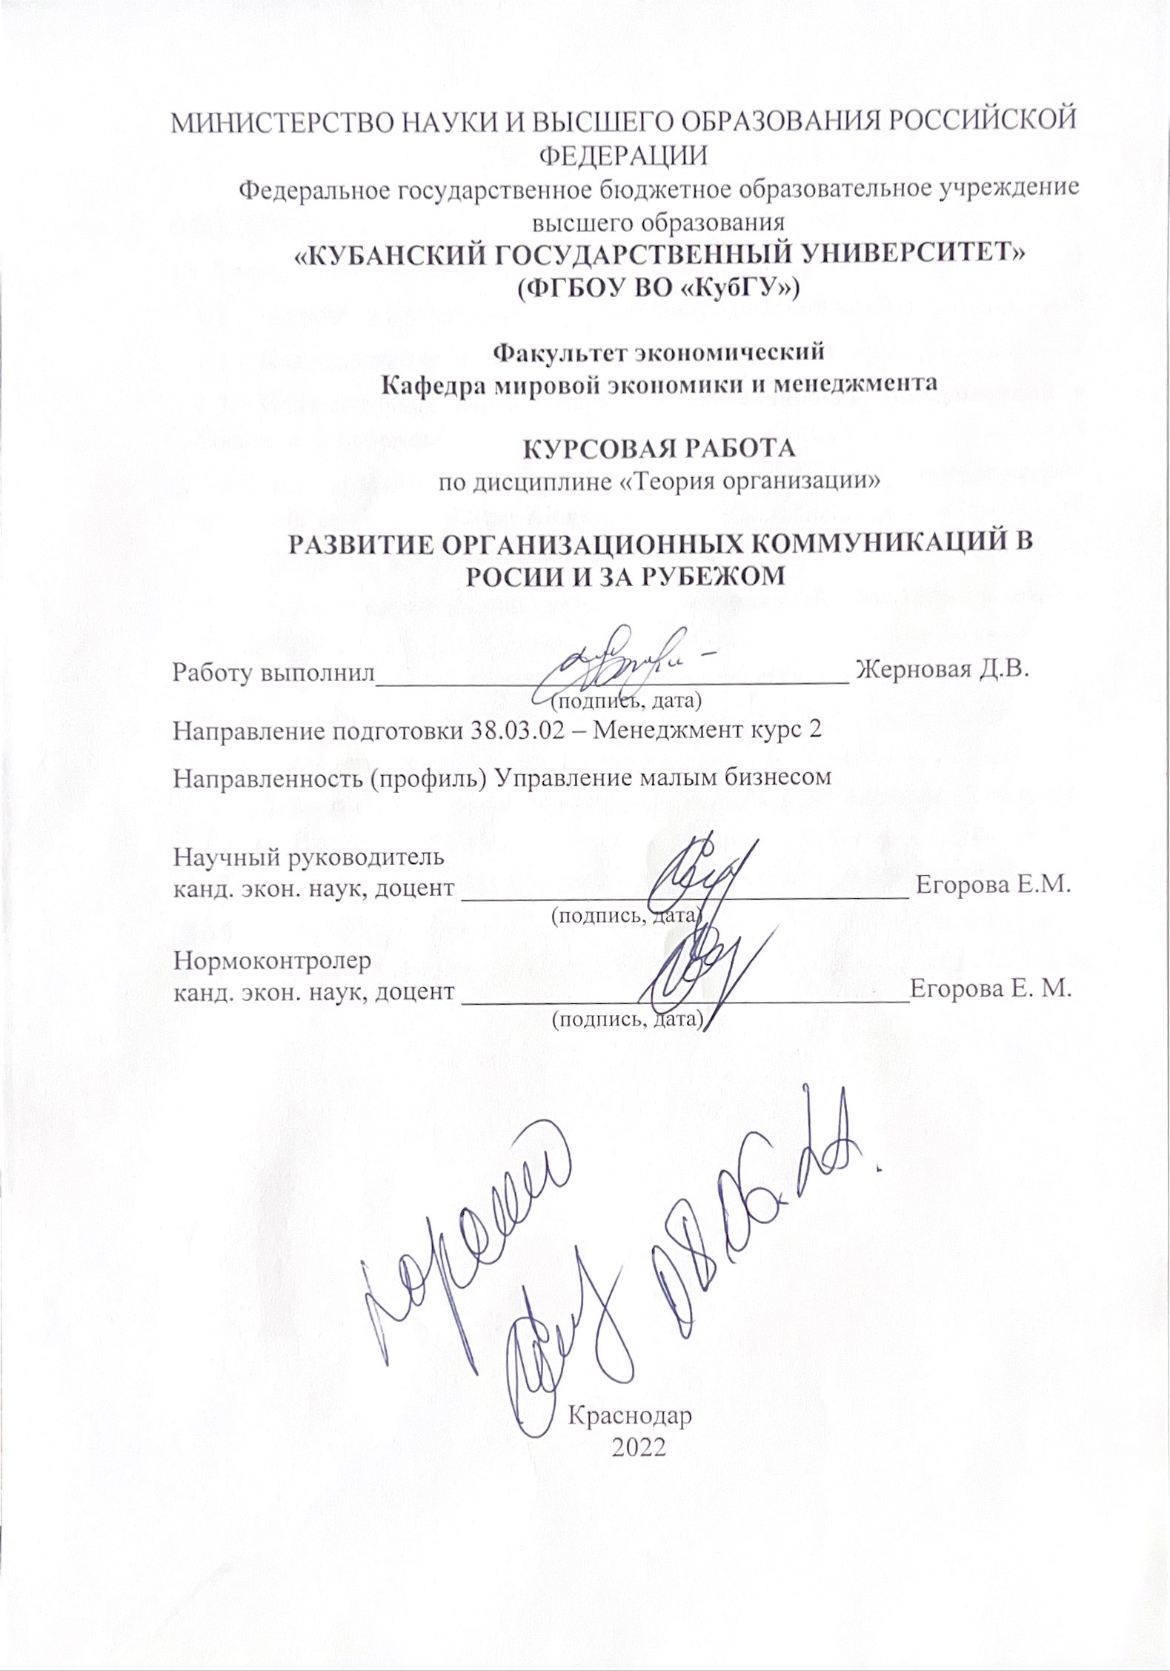 МИНИСТЕРСТВО НАУКИ И ВЫСШЕГО ОБРАЗОВАНИЯ РОССИЙСКОЙ
ФЕДЕРАЦИИ
Федеральное государственное бюджетное образовательное учреждение
высшего образования
«КУБАНСКИЙ ГОСУДАРСТВЕННЫЙ УНИВЕРСИТЕТ»
(ФГБОУ ВО «КубГУ»)
Факультет экономический
Кафедра мировой экономики и менеджмента
КУРСОВАЯ РАБОТА
по дисциплине «Теория организации»
РАЗВИТИЕ ОРГАНИЗАЦИОННЫХ КОММУНИКАЦИЙ В
РОСИИ И ЗА РУБЕЖОМ
Работу выполнил Жерновая Д.В.
(подпись, дата)
Направление подготовки 38.03.02 – Менеджмент курс 2
Направленность (профиль) Управление малым бизнесом
Научный руководитель
канд. экон. наук, доцент Егорова Е.М.
(подпись, дата)
Нормоконтролер
канд. экон. наук, доцент Егорова Е. М.
(подпись, дата)
хорошо
08.06.22
Краснодар
2022